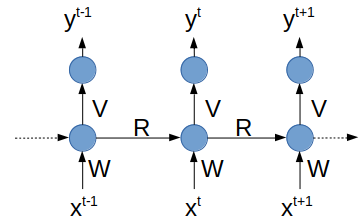 y^t-1 y^t y^t+1
V V V
R R
W W W
x^t-1 x^t x^t+1